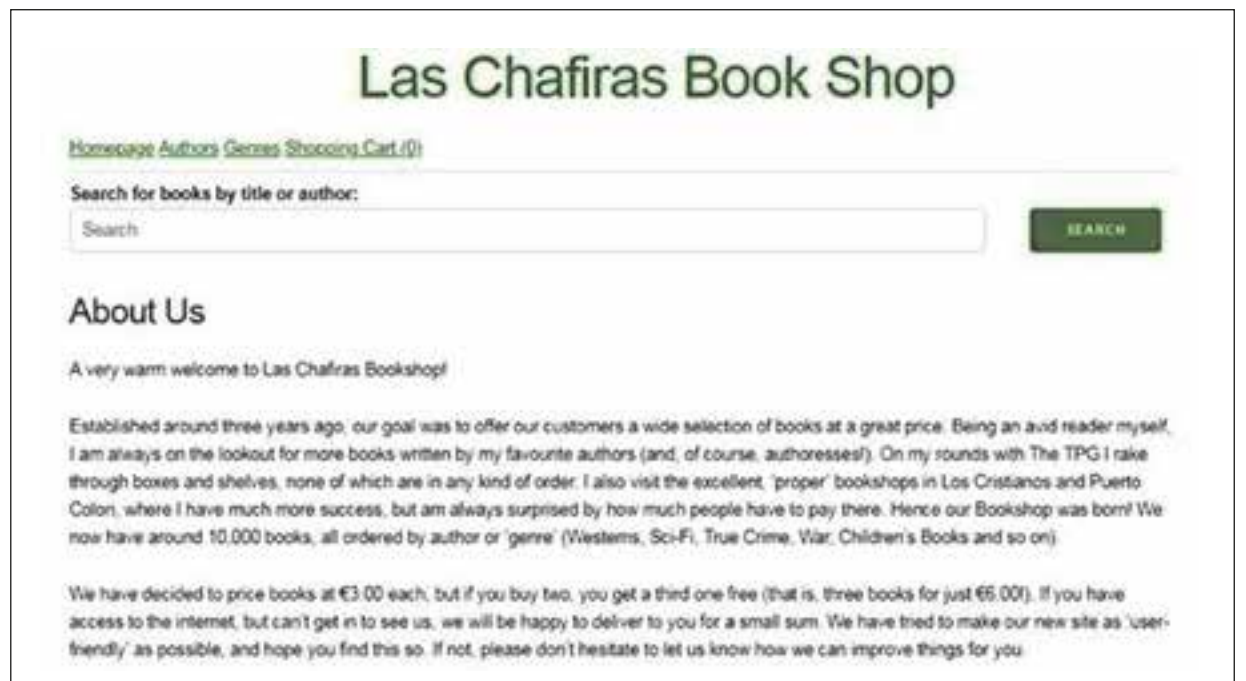 Las Chafiras Book Shop
Homepage Authors Genres Shopping Cart (0)
Search for books by title or author:
Search
SEARCH
About Us
A very warm welcome to Las Chafiras Bookshop!
Established around three years ago, our goal was to offer our customers a wide selection of books at a great price. Being an avid reader myself,
I am always on the lookout for more books written by my favourite authors (and, of course, authoresses!). On my rounds with The TPG I rake
through boxes and shelves, none of which are in any kind of order. I also visit the excellent, 'proper' bookshops in Los Cristianos and Puerto
Colon, where I have much more success, but am always surprised by how much people have to pay there. Hence our Bookshop was born! We
now have around 10,000 books, all ordered by author or 'genre' (Westerns, Sci-Fi, True Crime, War, Children's Books and so on).
We have decided to price books at €3.00 each, but if you buy two, you get a third one free (that is, three books for just €6.00!). If you have
access to the internet, but can't get in to see us, we will be happy to deliver to you for a small sum. We have tried to make our new site as 'user-
friendly' as possible, and hope you find this so. If not, please don't hesitate to let us know how we can improve things for you.